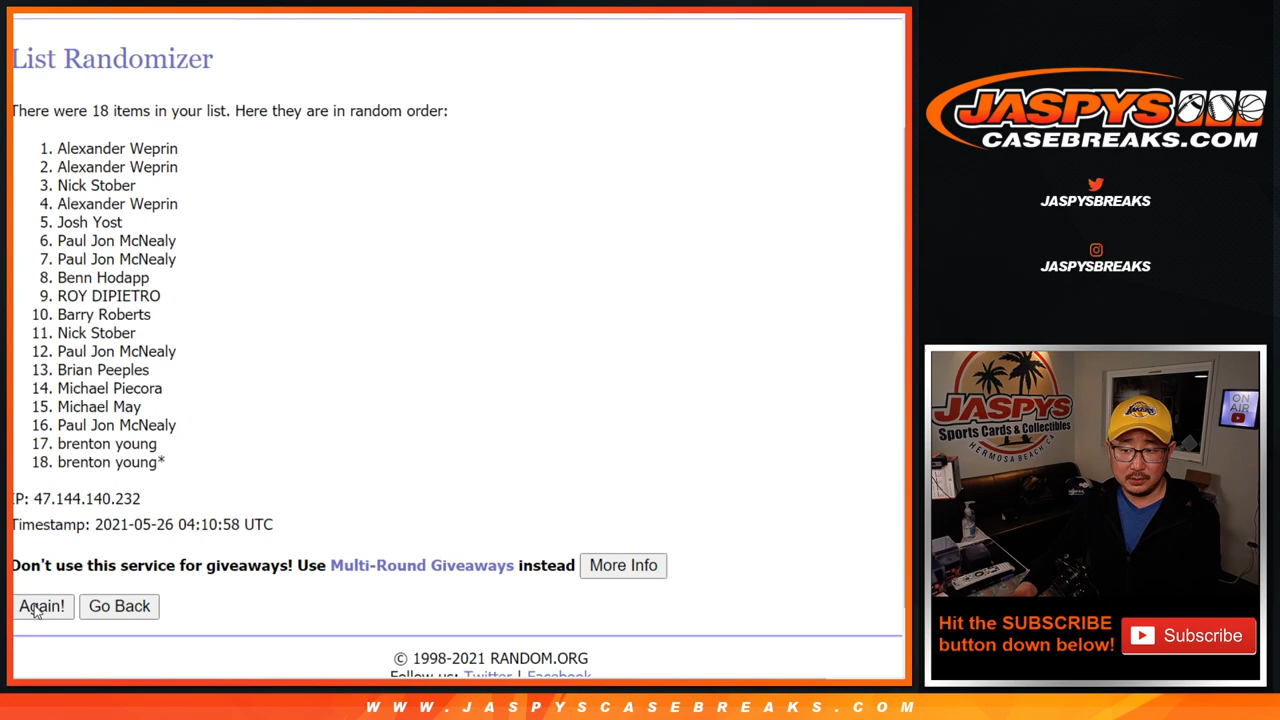 List Randomizer
There were 18 items in your list. Here they are in random order:
1. Alexander Weprin
2. Alexander Weprin
3. Nick Stober
4. Alexander Weprin
5. Josh Yost
6. Paul Jon McNealy
7. Paul Jon McNealy
8. Benn Hodapp
9. ROY DIPIETRO
10. Barry Roberts
11. Nick Stober
12. Paul Jon McNealy
13. Brian Peeples
14. Michael Piecora
15. Michael May
16. Paul Jon McNealy
17. brenton young
18. brenton young*
IP: 47.144.140.232
Timestamp: 2021-05-26 04:10:58 UTC
Don't use this service for giveaways! Use Multi-Round Giveaways instead More Info
Again! Go Back
© 1998-2021 RANDOM.ORG
Follow us: Twitter | Facebook
JASPYS
CASEBREAKS.COM
JASPYSBREAKS
JASPYSBREAKS
JASPYS
Sports Cards & Collectibles
HERMOSA BEACH, CA
LAKERS
ON
AIR
Hit the SUBSCRIBE
button down below!
Subscribe
WWW.JASPYSCASEBREAKS.COM